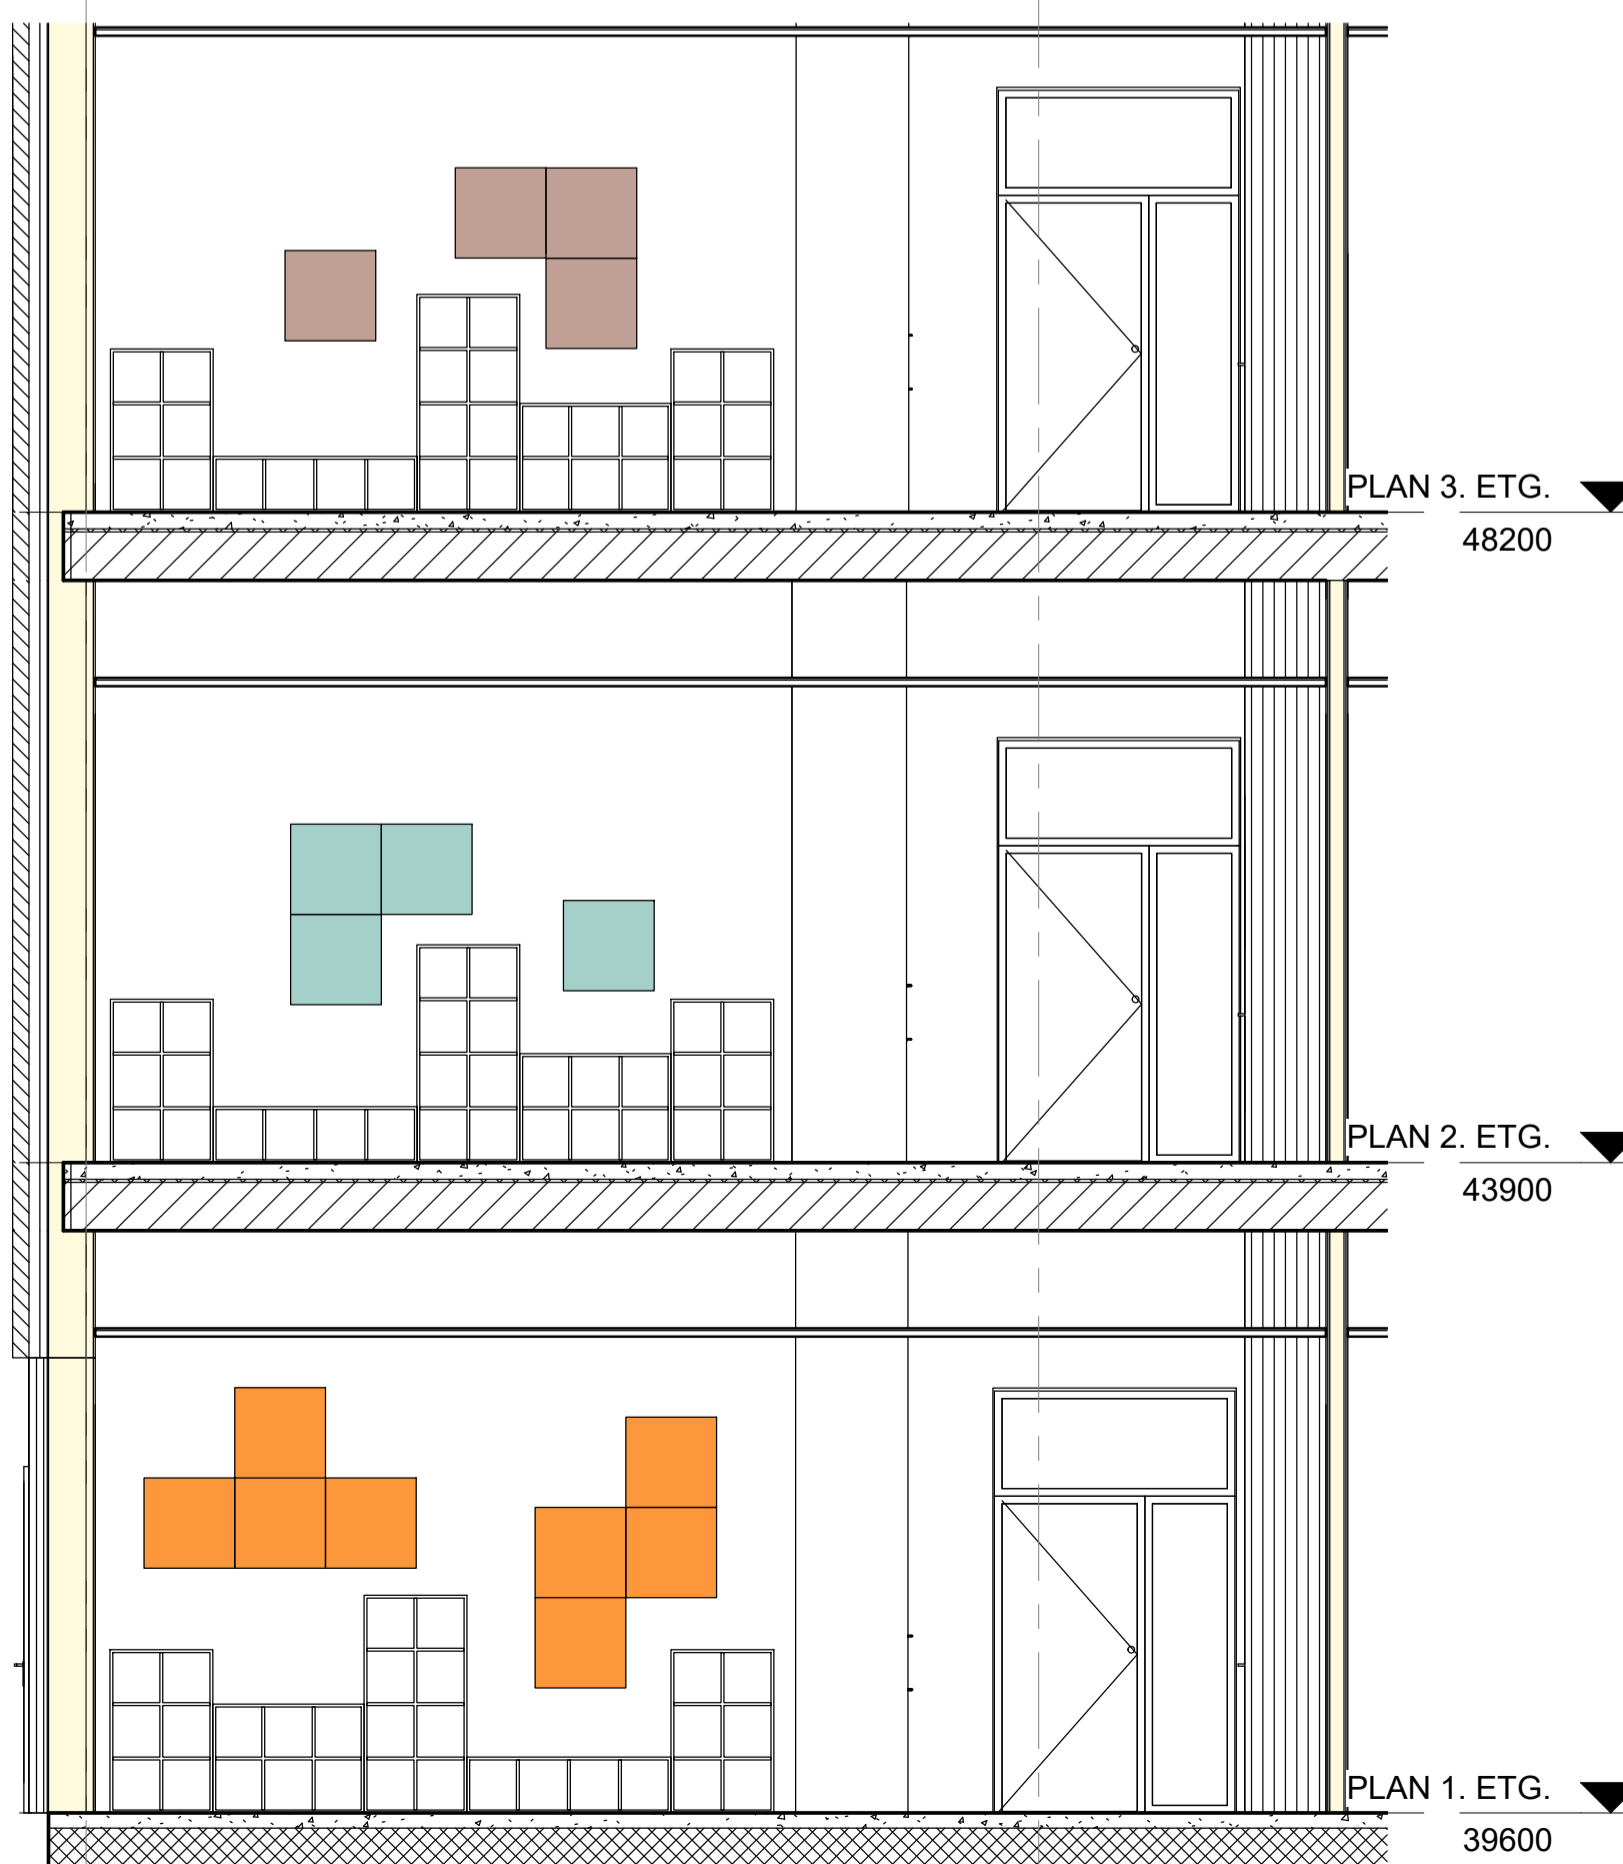 PLAN 3. ETG.
48200
PLAN 2. ETG.
43900
PLAN 1. ETG.
39600